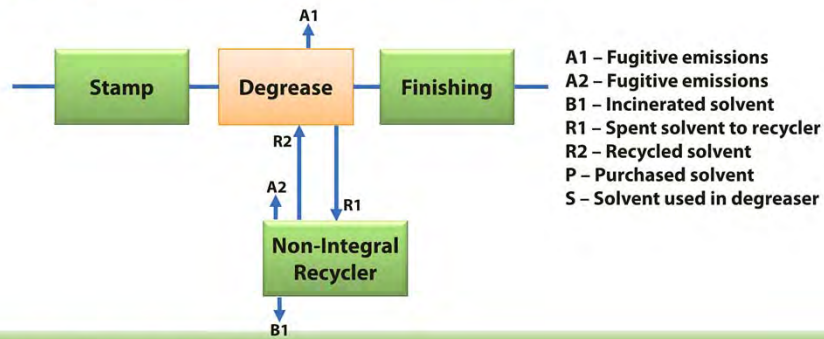 A1
Stamp
Degrease
Finishing
R2
A2
R1
Non-Integral
Recycler
B1
A1 – Fugitive emissions
A2 – Fugitive emissions
B1 – Incinerated solvent
R1 – Spent solvent to recycler
R2 – Recycled solvent
P – Purchased solvent
S – Solvent used in degreaser